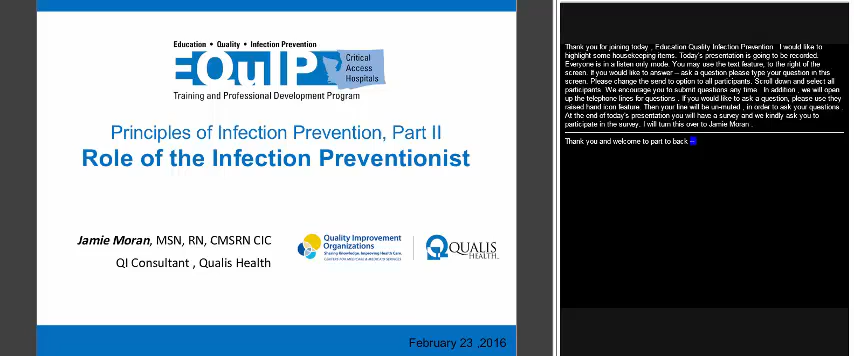 Education • Quality • Infection Prevention
EQuIP
Critical
Access
Hospitals
Training and Professional Development Program
Principles of Infection Prevention, Part II
Role of the Infection Preventionist
Jamie Moran, MSN, RN, CMSRN CIC
QI Consultant , Qualis Health
Quality Improvement
Organizations
Sharing Knowledge. Improving Health Care.
CENTERS FOR MEDICARE & MEDICAID SERVICES
QUALIS
HEALTH
February 23 ,2016
Thank you for joining today , Education Quality Infection Prevention . I would like to
highlight some housekeeping items. Today's presentation is going to be recorded.
Everyone is in a listen only mode. You may use the text feature, to the right of the
screen. If you would like to answer – ask a question please type your question in this
screen. Please change the send to option to all participants. Scroll down and select all
participants. We encourage you to submit questions any time . In addition , we will open
up the telephone lines for questions . If you would like to ask a question, please use they
raised hand icon feature. Then your line will be un-muted , in order to ask your questions .
At the end of today's presentation you will have a survey and we kindly ask you to
participate in the survey. I will turn this over to Jamie Moran .
Thank you and welcome to part to back –